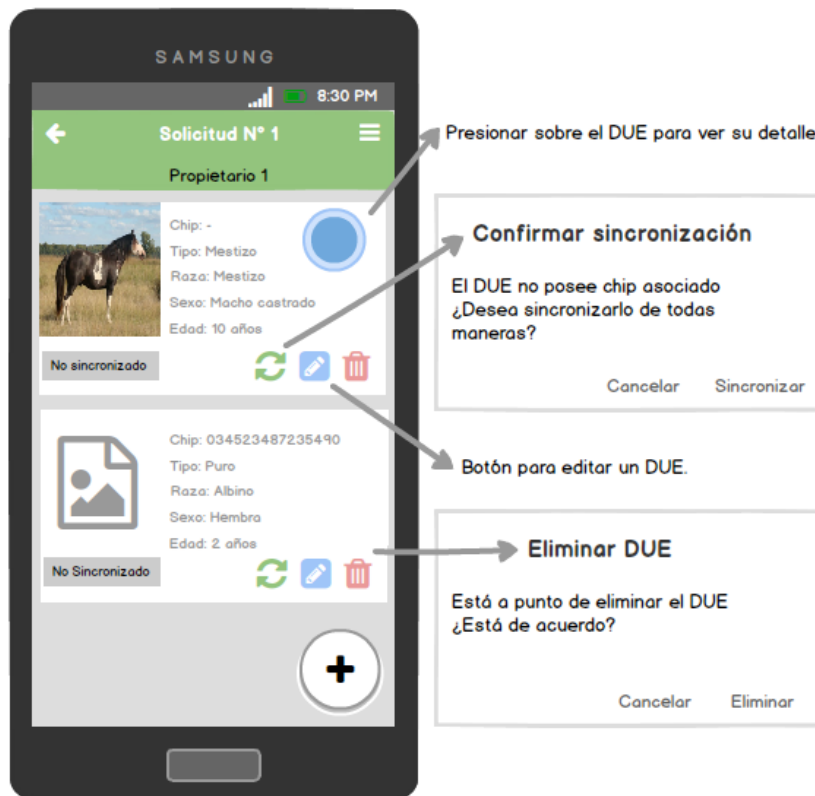 SAMSUNG
8:30 PM
Solicitud N° 1
Propietario 1
Chip: -
Tipo: Mestizo
Raza: Mestizo
Sexo: Macho castrado
Edad: 10 años
No sincronizado
Chip: 034523487235490
Tipo: Puro
Raza: Albino
Sexo: Hembra
Edad: 2 años
No Sincronizado
+
Presionar sobre el DUE para ver su detalle
Confirmar sincronización
El DUE no posee chip asociado
¿Desea sincronizarlo de todas
maneras?
Cancelar Sincronizar
Botón para editar un DUE.
Eliminar DUE
Está a punto de eliminar el DUE
¿Está de acuerdo?
Cancelar Eliminar